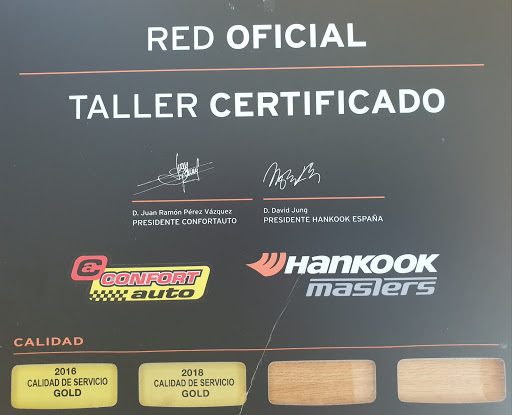 RED OFICIAL
TALLER CERTIFICADO
D. Juan Ramón Pérez Vázquez
PRESIDENTE CONFORTAUTO
D. David Jung
PRESIDENTE HANKOOK ESPAÑA
CONFORT
auto
HANKOOK
masters
CALIDAD
2016
CALIDAD DE SERVICIO
GOLD
2018
CALIDAD DE SERVICIO
GOLD